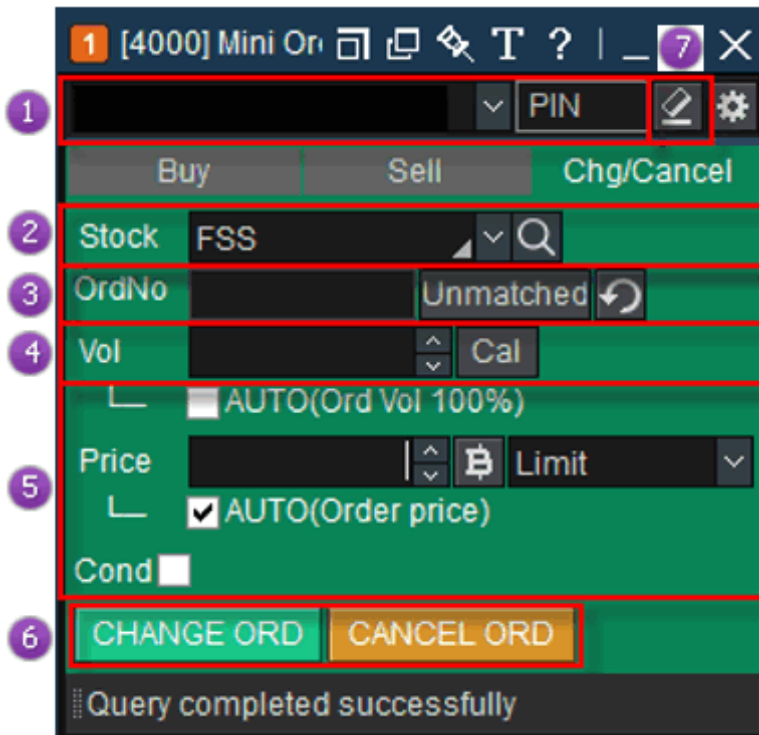 1 [4000] Mini Or T ? 7
1 PIN
Buy Sell Chg/Cancel
2 Stock FSS
3 OrdNo Unmatched
4 Vol Cal
AUTO(Ord Vol 100%)
5 Price Limit
AUTO(Order price)
Cond
6 CHANGE ORD CANCEL ORD
Query completed successfully